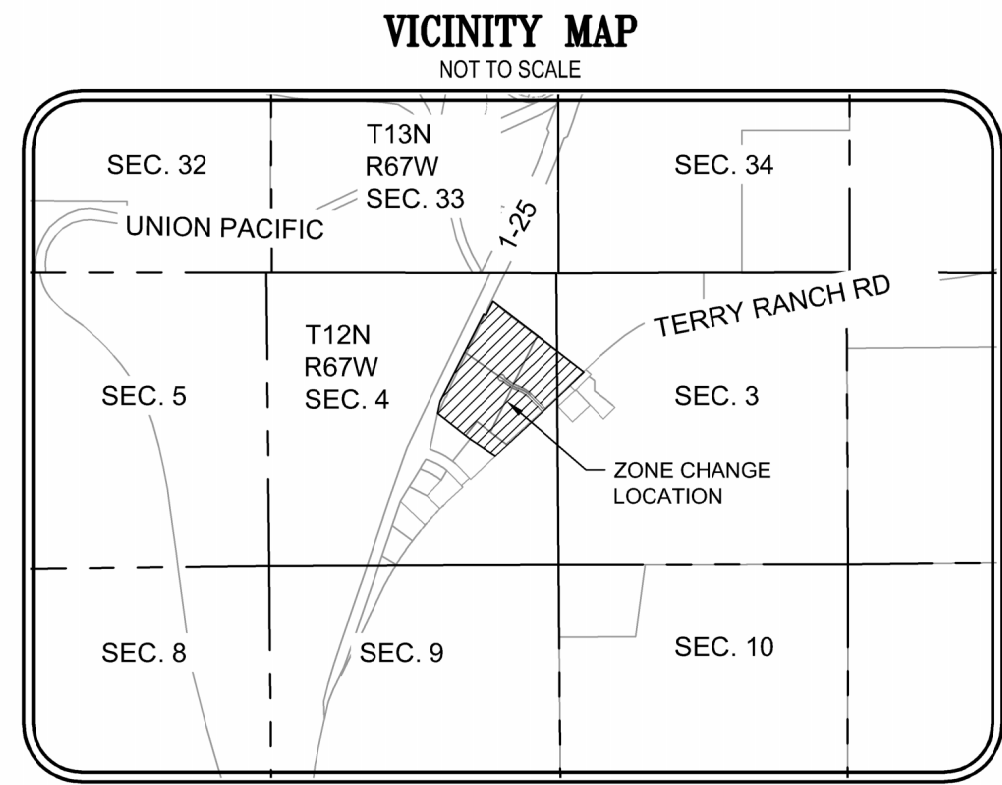 VICINITY MAP
NOT TO SCALE
SEC. 32
T13N
R67W
SEC. 33
SEC. 34
UNION PACIFIC
1-25
TERRY RANCH RD
T12N
R67W
SEC. 4
SEC. 5
SEC. 3
ZONE CHANGE
LOCATION
SEC. 8
SEC. 9
SEC. 10